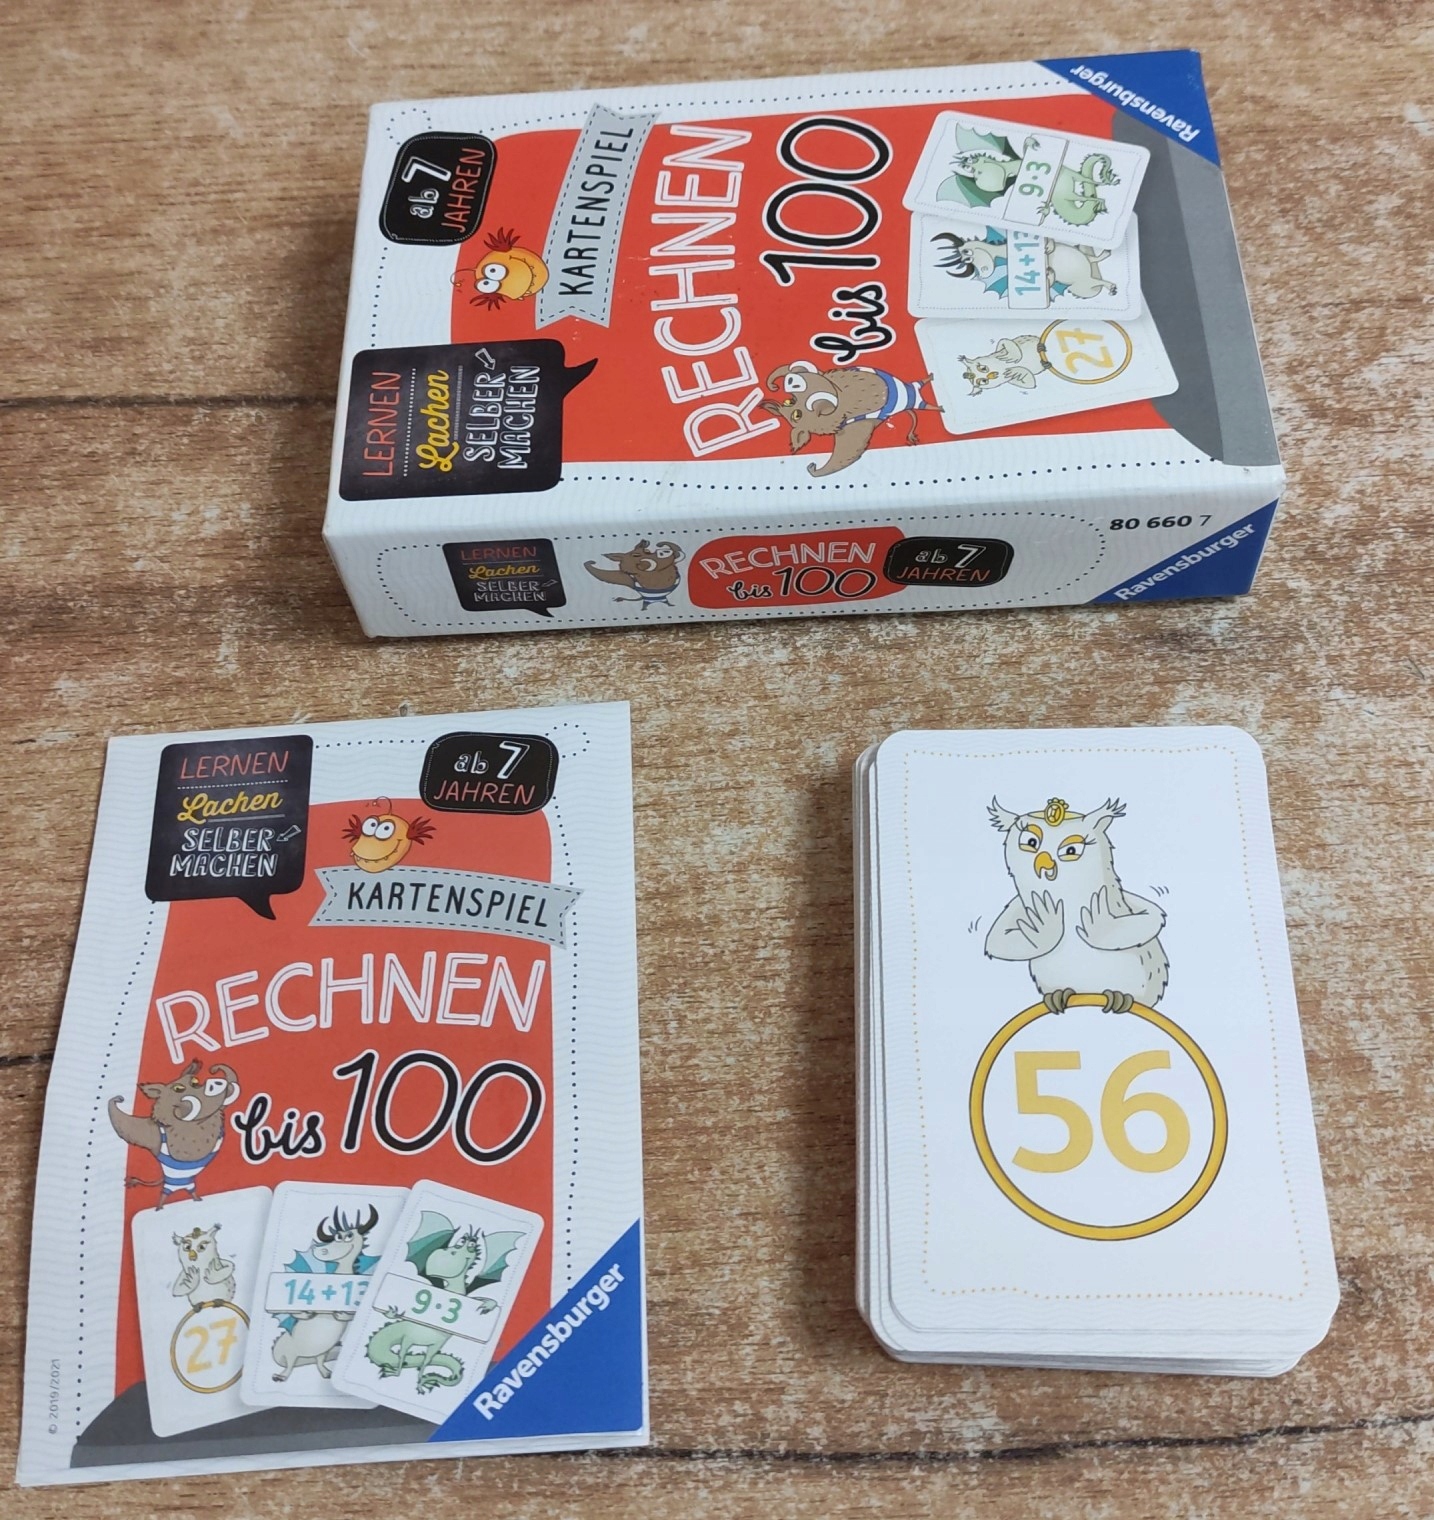 Ravensburger
ab 7
JAHREN
KARTENSPIEL
RECHNEN
bis 100
LERNEN
Lachen
SELBER
MACHEN
9·3
14+13
27
LERNEN
Lachen
SELBER
MACHEN
RECHNEN
bis 100
ab 7
JAHREN
80 660 7
Ravensburger
LERNEN
Lachen
SELBER
MACHEN
ab 7
JAHREN
KARTENSPIEL
RECHNEN
bis 100
27
14+13
9·3
Ravensburger
© 2019/2021
56